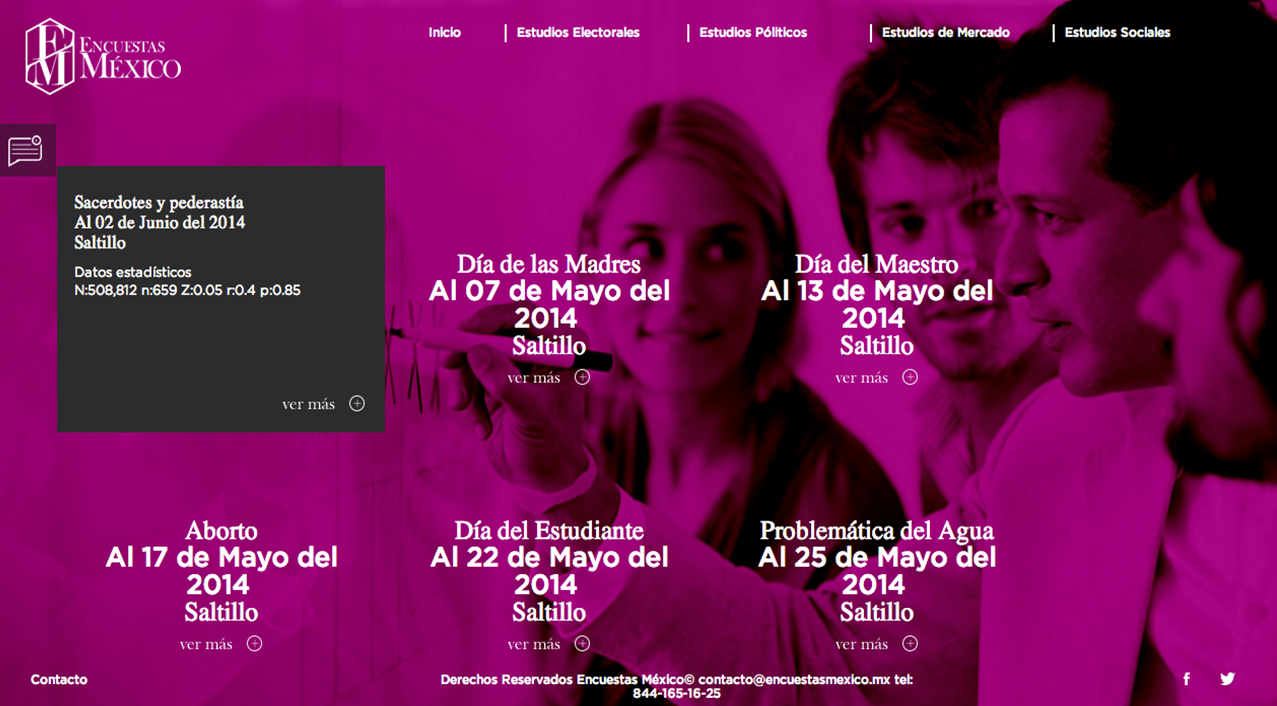 ENCUESTAS
MÉXICO
Inicio
Estudios Electorales
Estudios Póliticos
Estudios de Mercado
Estudios Sociales
Sacerdotes y pederastía
Al 02 de Junio del 2014
Saltillo
Datos estadísticos
N:508,812 n:659 Z:0.05 r:0.4 p:0.85
ver más
Día de las Madres
Al 07 de Mayo del
2014
Saltillo
ver más
Día del Maestro
Al 13 de Mayo del
2014
Saltillo
ver más
Aborto
Al 17 de Mayo del
2014
Saltillo
ver más
Día del Estudiante
Al 22 de Mayo del
2014
Saltillo
ver más
Problemática del Agua
Al 25 de Mayo del
2014
Saltillo
ver más
Contacto
Derechos Reservados Encuestas México© contacto@encuestasmexico.mx tel:
844-165-16-25